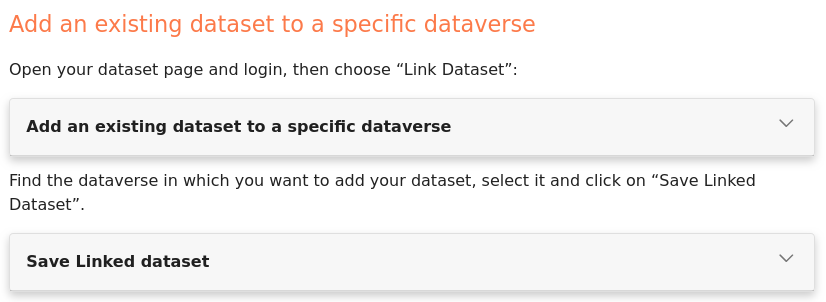 Add an existing dataset to a specific dataverse
Open your dataset page and login, then choose “Link Dataset”:
Add an existing dataset to a specific dataverse
Find the dataverse in which you want to add your dataset, select it and click on “Save Linked
Dataset”.
Save Linked dataset